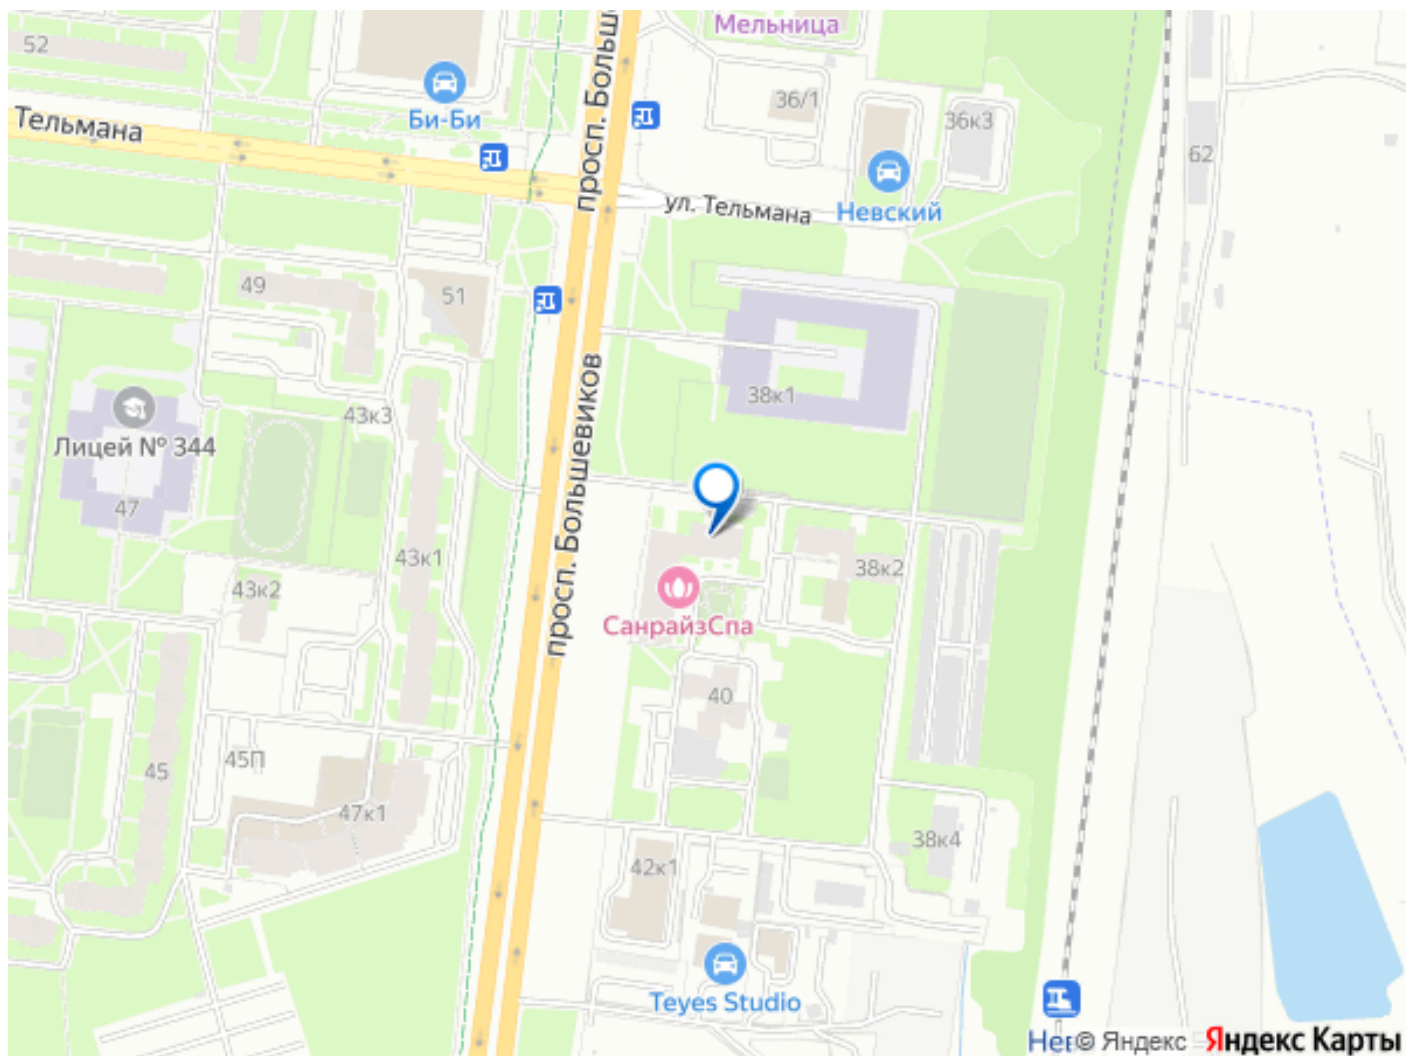 Мельница
52
просп. Больш
Би-Би
36/1
36к3
Тельмана
62
ул. Тельмана
Невский
49
51
38к1
43к3
Лицей № 344
просп. Большевиков
47
43к1
38к2
43к2
СанрайзСпа
40
45П
45
47к1
38к4
42к1
Teyes Studio
Нев
© Яндекс Яндекс Карты